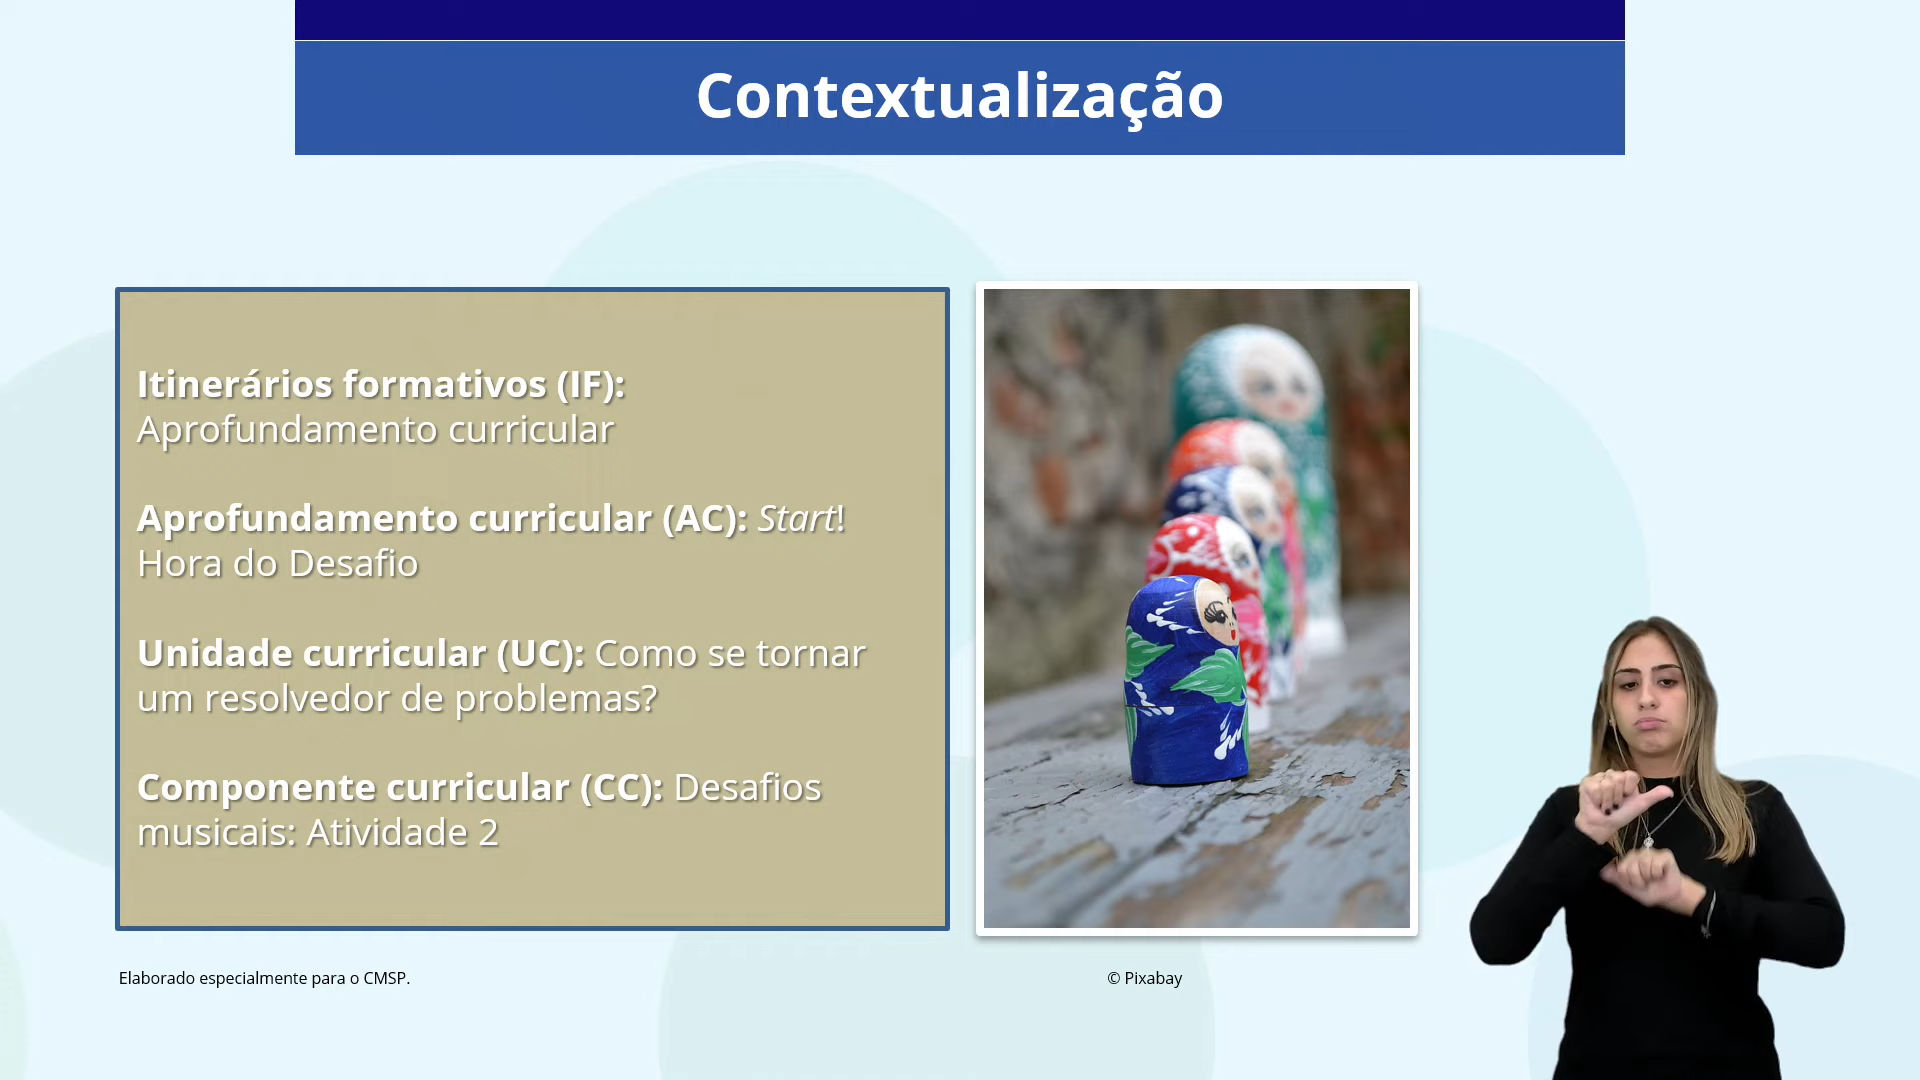 Contextualização
Itinerários formativos (IF):
Aprofundamento curricular
Aprofundamento curricular (AC): Start!
Hora do Desafio
Unidade curricular (UC): Como se tornar
um resolvedor de problemas?
Componente curricular (CC): Desafios
musicais: Atividade 2
Elaborado especialmente para o CMSP.
© Pixabay